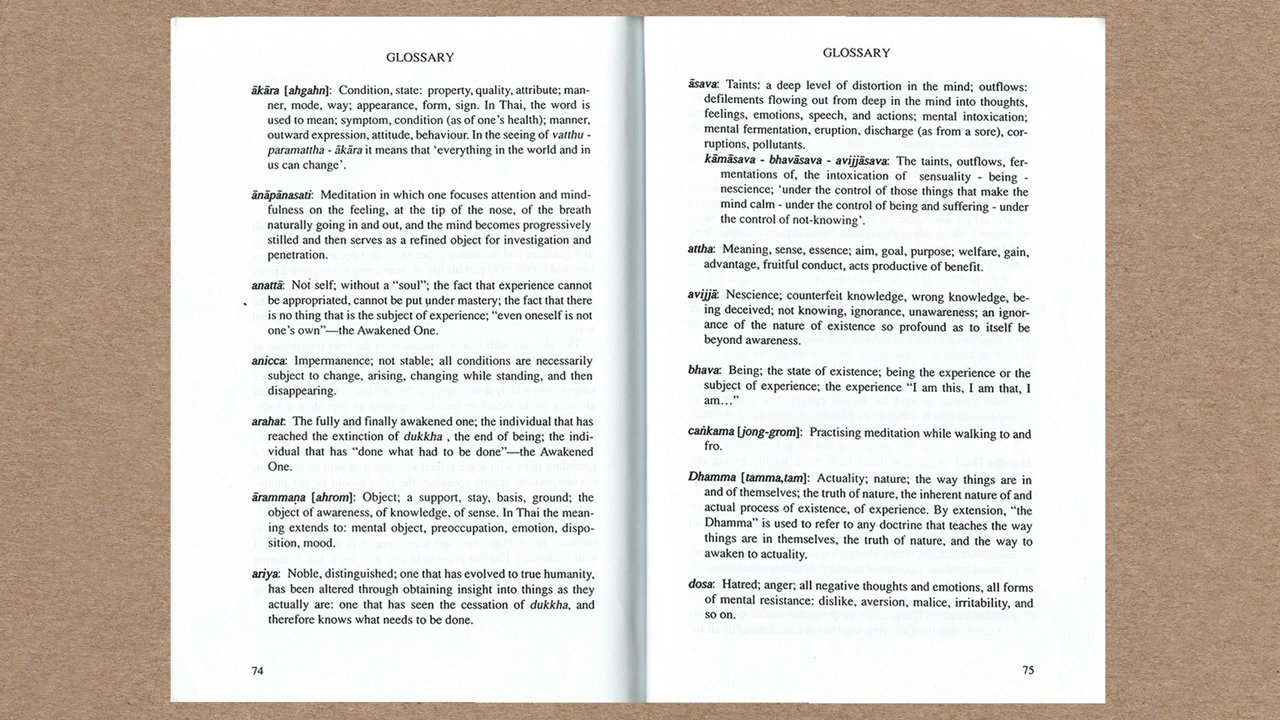 GLOSSARY
ākāra [ahgahn]: Condition, state: property, quality, attribute; man-
ner, mode, way; appearance, form, sign. In Thai, the word is
used to mean; symptom, condition (as of one's health); manner,
outward expression, attitude, behaviour. In the seeing of vatthu -
paramattha - ākāra it means that 'everything in the world and in
us can change'.
ānāpānasati: Meditation in which one focuses attention and mind-
fulness on the feeling, at the tip of the nose, of the breath
naturally going in and out, and the mind becomes progressively
stilled and then serves as a refined object for investigation and
penetration.
anattā: Not self; without a “soul”; the fact that experience cannot
be appropriated, cannot be put under mastery; the fact that there
is no thing that is the subject of experience; “even oneself is not
one's own”—the Awakened One.
anicca: Impermanence; not stable; all conditions are necessarily
subject to change, arising, changing while standing, and then
disappearing.
arahat: The fully and finally awakened one; the individual that has
reached the extinction of dukkha , the end of being; the indi-
vidual that has “done what had to be done”—the Awakened
One.
ārammaṇa [ahrom]: Object; a support, stay, basis, ground; the
object of awareness, of knowledge, of sense. In Thai the mean-
ing extends to: mental object, preoccupation, emotion, dispo-
sition, mood.
ariya: Noble, distinguished; one that has evolved to true humanity,
has been altered through obtaining insight into things as they
actually are: one that has seen the cessation of dukkha, and
therefore knows what needs to be done.
74
GLOSSARY
āsava: Taints: a deep level of distortion in the mind; outflows:
defilements flowing out from deep in the mind into thoughts,
feelings, emotions, speech, and actions; mental intoxication;
mental fermentation, eruption, discharge (as from a sore), cor-
ruptions, pollutants.
kāmāsava - bhavāsava - avijjāsava: The taints, outflows, fer-
mentations of, the intoxication of sensuality - being -
nescience; 'under the control of those things that make the
mind calm - under the control of being and suffering - under
the control of not-knowing'.
attha: Meaning, sense, essence; aim, goal, purpose; welfare, gain,
advantage, fruitful conduct, acts productive of benefit.
avijjā: Nescience; counterfeit knowledge, wrong knowledge, be-
ing deceived; not knowing, ignorance, unawareness; an ignor-
ance of the nature of existence so profound as to itself be
beyond awareness.
bhava: Being; the state of existence; being the experience or the
subject of experience; the experience “I am this, I am that, I
am…”
caṅkama [jong-grom]: Practising meditation while walking to and
fro.
Dhamma [tamma,tam]: Actuality; nature; the way things are in
and of themselves; the truth of nature, the inherent nature of and
actual process of existence, of experience. By extension, “the
Dhamma” is used to refer to any doctrine that teaches the way
things are in themselves, the truth of nature, and the way to
awaken to actuality.
dosa: Hatred; anger; all negative thoughts and emotions, all forms
of mental resistance: dislike, aversion, malice, irritability, and
so on.
75